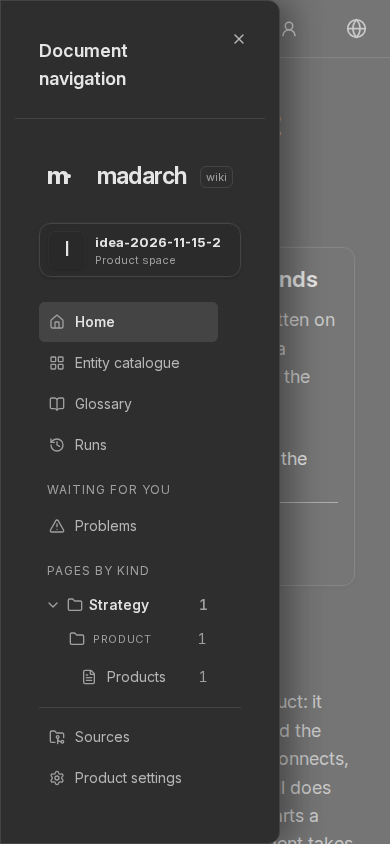 Document
navigation
m· madarch wiki
I idea-2026-11-15-2
Product space
Home
Entity catalogue
Glossary
Runs
WAITING FOR YOU
Problems
PAGES BY KIND
Strategy 1
PRODUCT 1
Products 1
Sources
Product settings
nds
tten on
a
the
the
uct: it
d the
onnects,
l does
arts a
ent takes